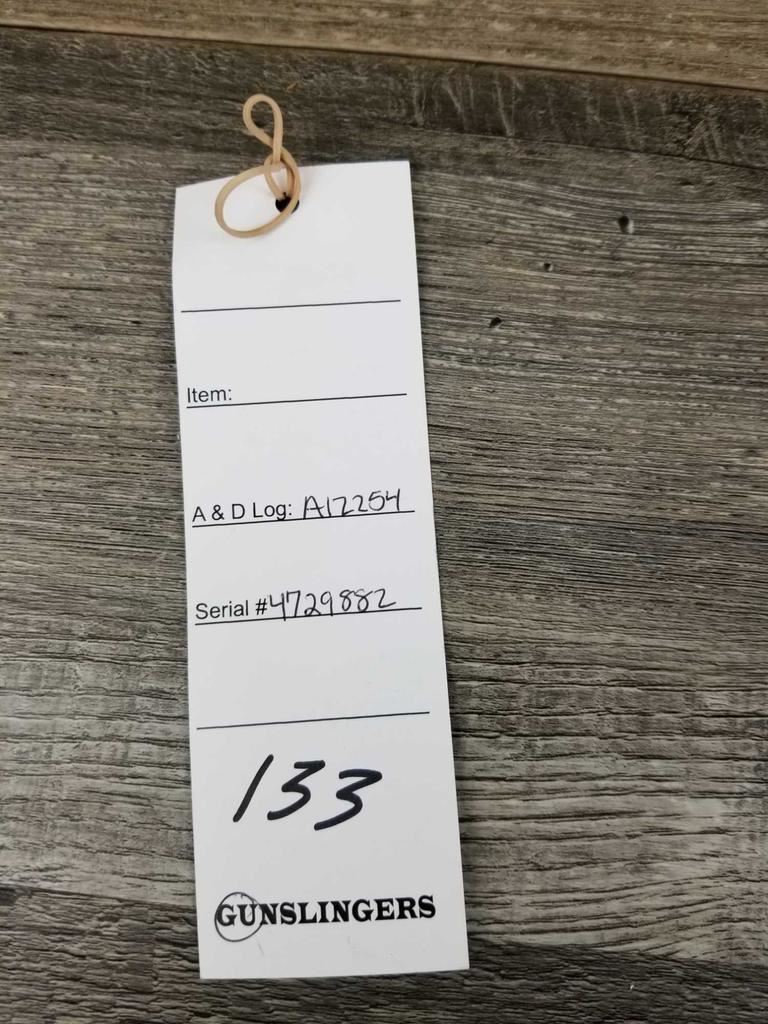 Item:
A & D Log: A12254
Serial #4729882
133
GUNSLINGERS